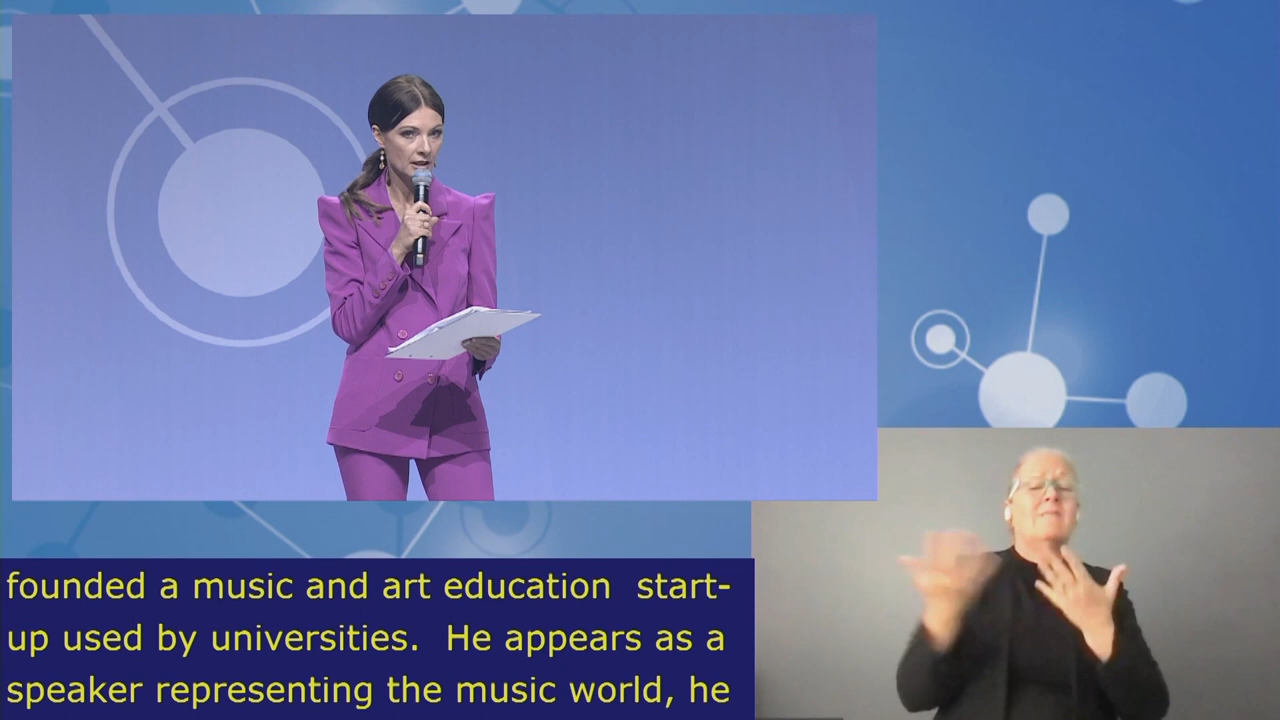 founded a music and art education  start-
up used by universities.  He appears as a
speaker representing the music world, he